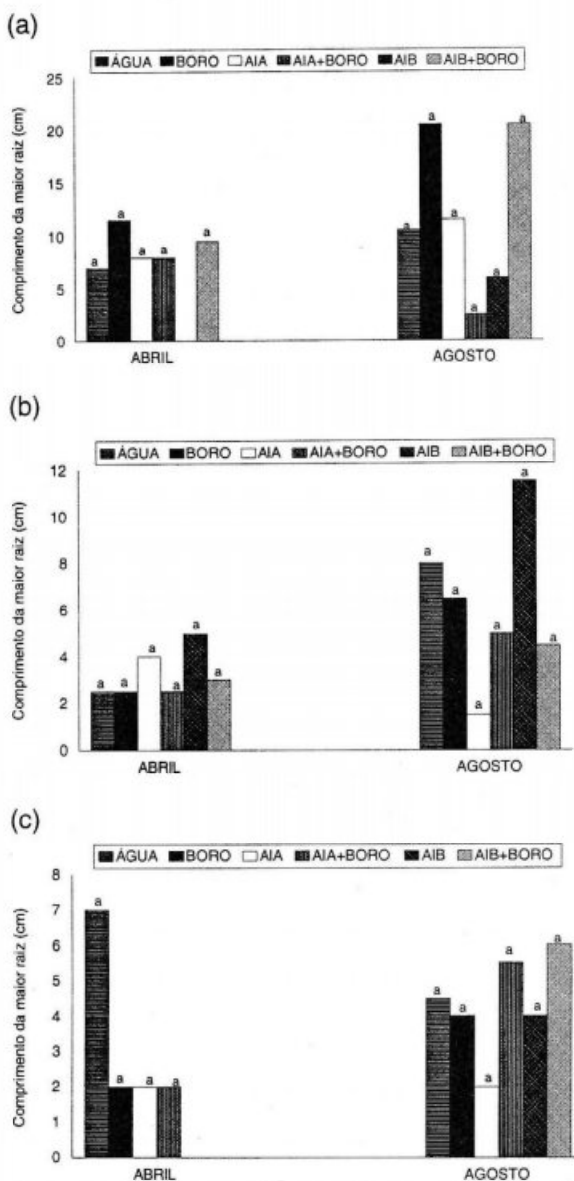 (a)
ÁGUA BORO AIA AIA+BORO AIB AIB+BORO
Comprimento da maior raiz (cm)
25
20
15
10
5
0
a a a a a
a a a a a a
ABRIL AGOSTO
(b)
ÁGUA BORO AIA AIA+BORO AIB AIB+BORO
Comprimento da maior raiz (cm)
12
10
8
6
4
2
0
a a a a a a
a a a a a a
ABRIL AGOSTO
(c)
ÁGUA BORO AIA AIA+BORO AIB AIB+BORO
Comprimento da maior raiz (cm)
8
7
6
5
4
3
2
1
0
a a a a
a a a a a a
ABRIL AGOSTO